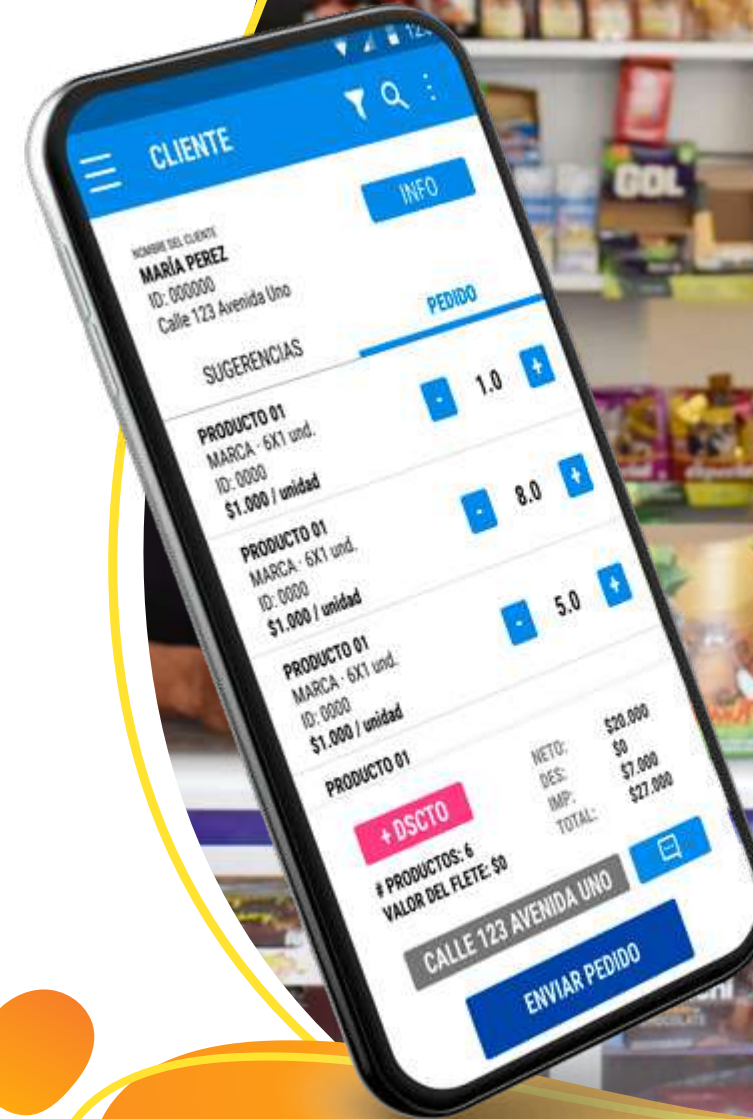 12:
CLIENTE
INFO
NOMBRE DEL CLIENTE
MARÍA PEREZ
ID: 000000
Calle 123 Avenida Uno
SUGERENCIAS
PEDIDO
PRODUCTO 01
MARCA · 6X1 und.
ID: 0000
$1.000 / unidad
- 1.0 +
PRODUCTO 01
MARCA · 6X1 und.
ID: 0000
$1.000 / unidad
- 8.0 +
PRODUCTO 01
MARCA · 6X1 und.
ID: 0000
$1.000 / unidad
- 5.0 +
PRODUCTO 01
+ DSCTO
# PRODUCTOS: 6
VALOR DEL FLETE: $0
NETO: $20.000
DES: $0
IMP: $7.000
TOTAL: $27.000
CALLE 123 AVENIDA UNO
ENVIAR PEDIDO
GOL